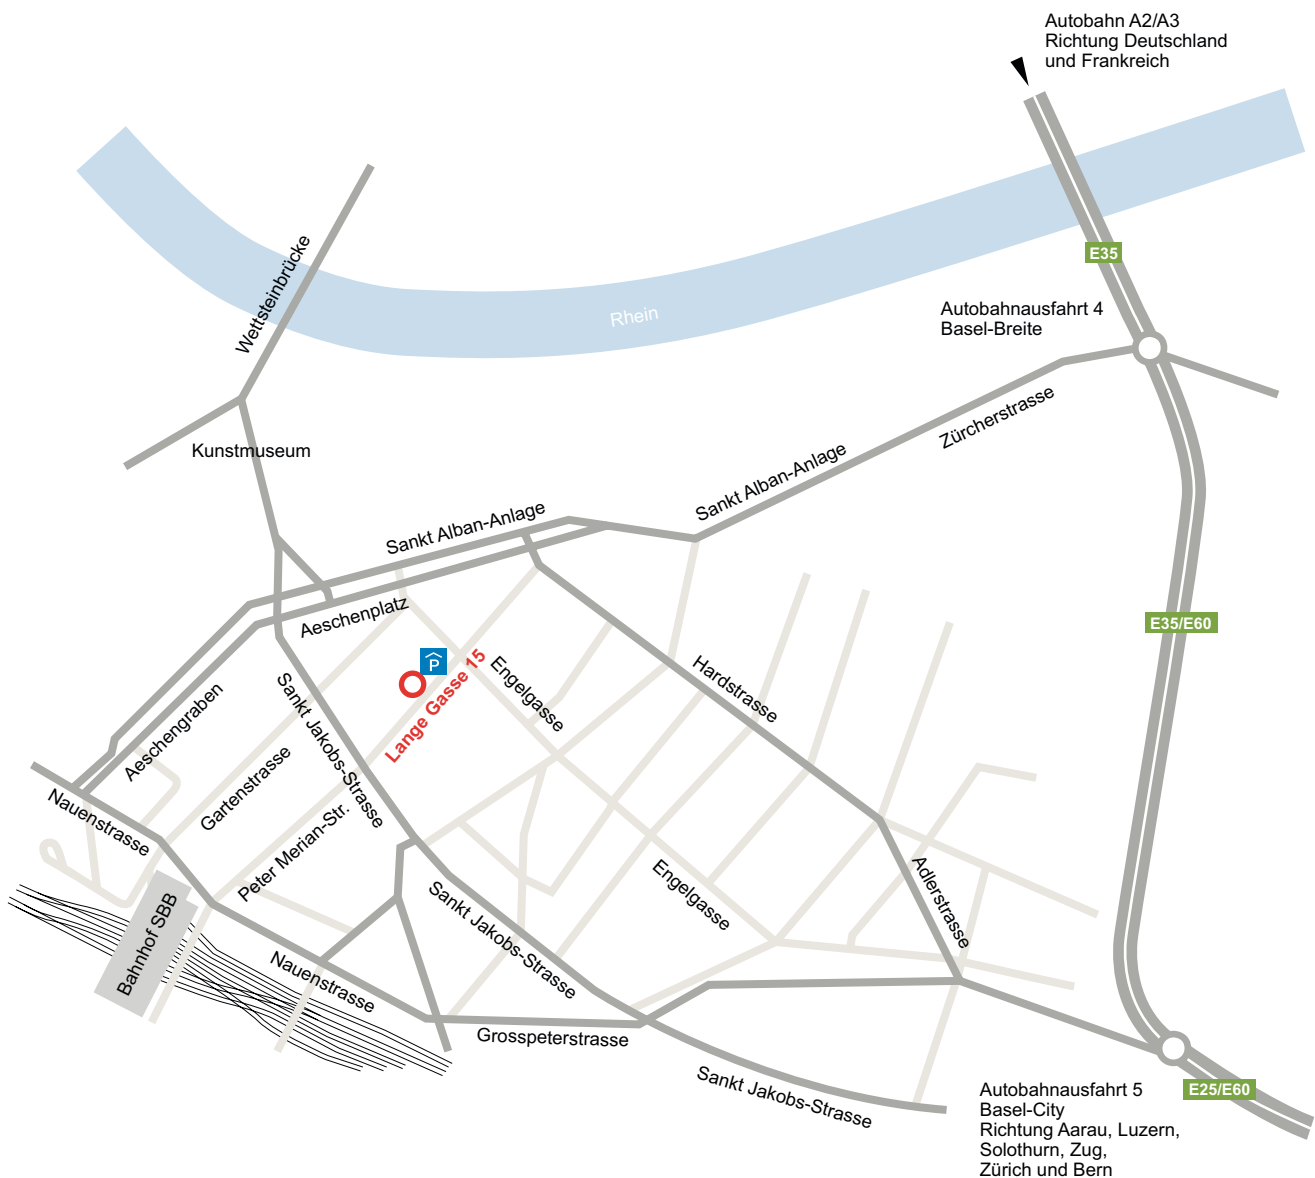 Autobahn A2/A3
Richtung Deutschland
und Frankreich
E35
Wettsteinbrücke
Rhein
Autobahnausfahrt 4
Basel-Breite
Zürcherstrasse
Kunstmuseum
Sankt Alban-Anlage
Sankt Alban-Anlage
Aeschenplatz
E35/E60
P
Lange Gasse 15
Engelgasse
Hardstrasse
Aeschengraben
Sankt Jakobs-Strasse
Gartenstrasse
Nauenstrasse
Peter Merian-Str.
Engelgasse
Adlerstrasse
Sankt Jakobs-Strasse
Bahnhof SBB
Nauenstrasse
Grosspeterstrasse
Sankt Jakobs-Strasse
E25/E60
Autobahnausfahrt 5
Basel-City
Richtung Aarau, Luzern,
Solothurn, Zug,
Zürich und Bern